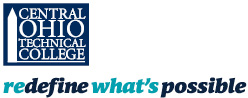 CENTRAL
OHIO
TECHNICAL
COLLEGE
redefine what's possible